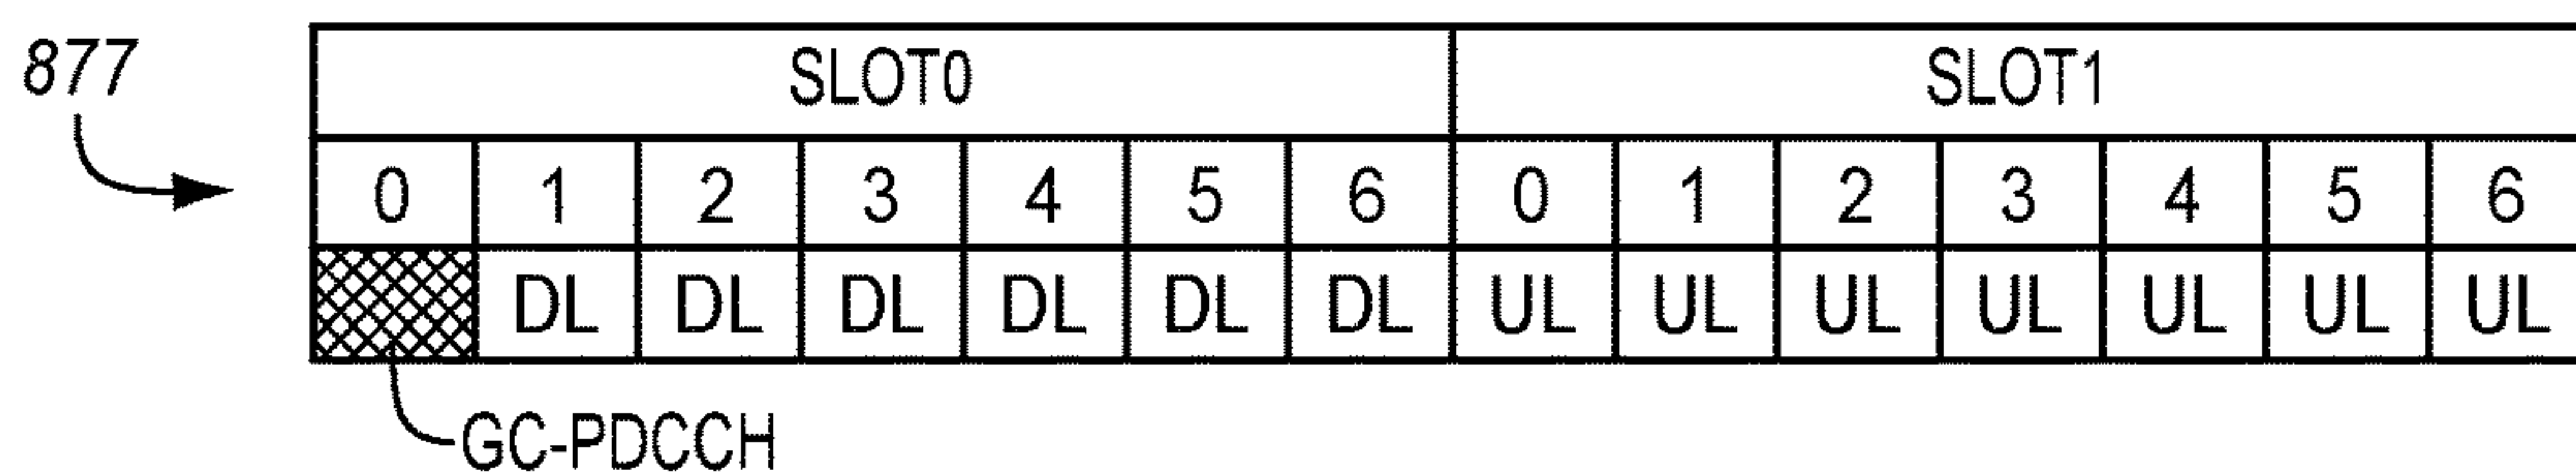 877
SLOT0 SLOT1
0 1 2 3 4 5 6 0 1 2 3 4 5 6
DL DL DL DL DL DL UL UL UL UL UL UL UL
GC-PDCCH